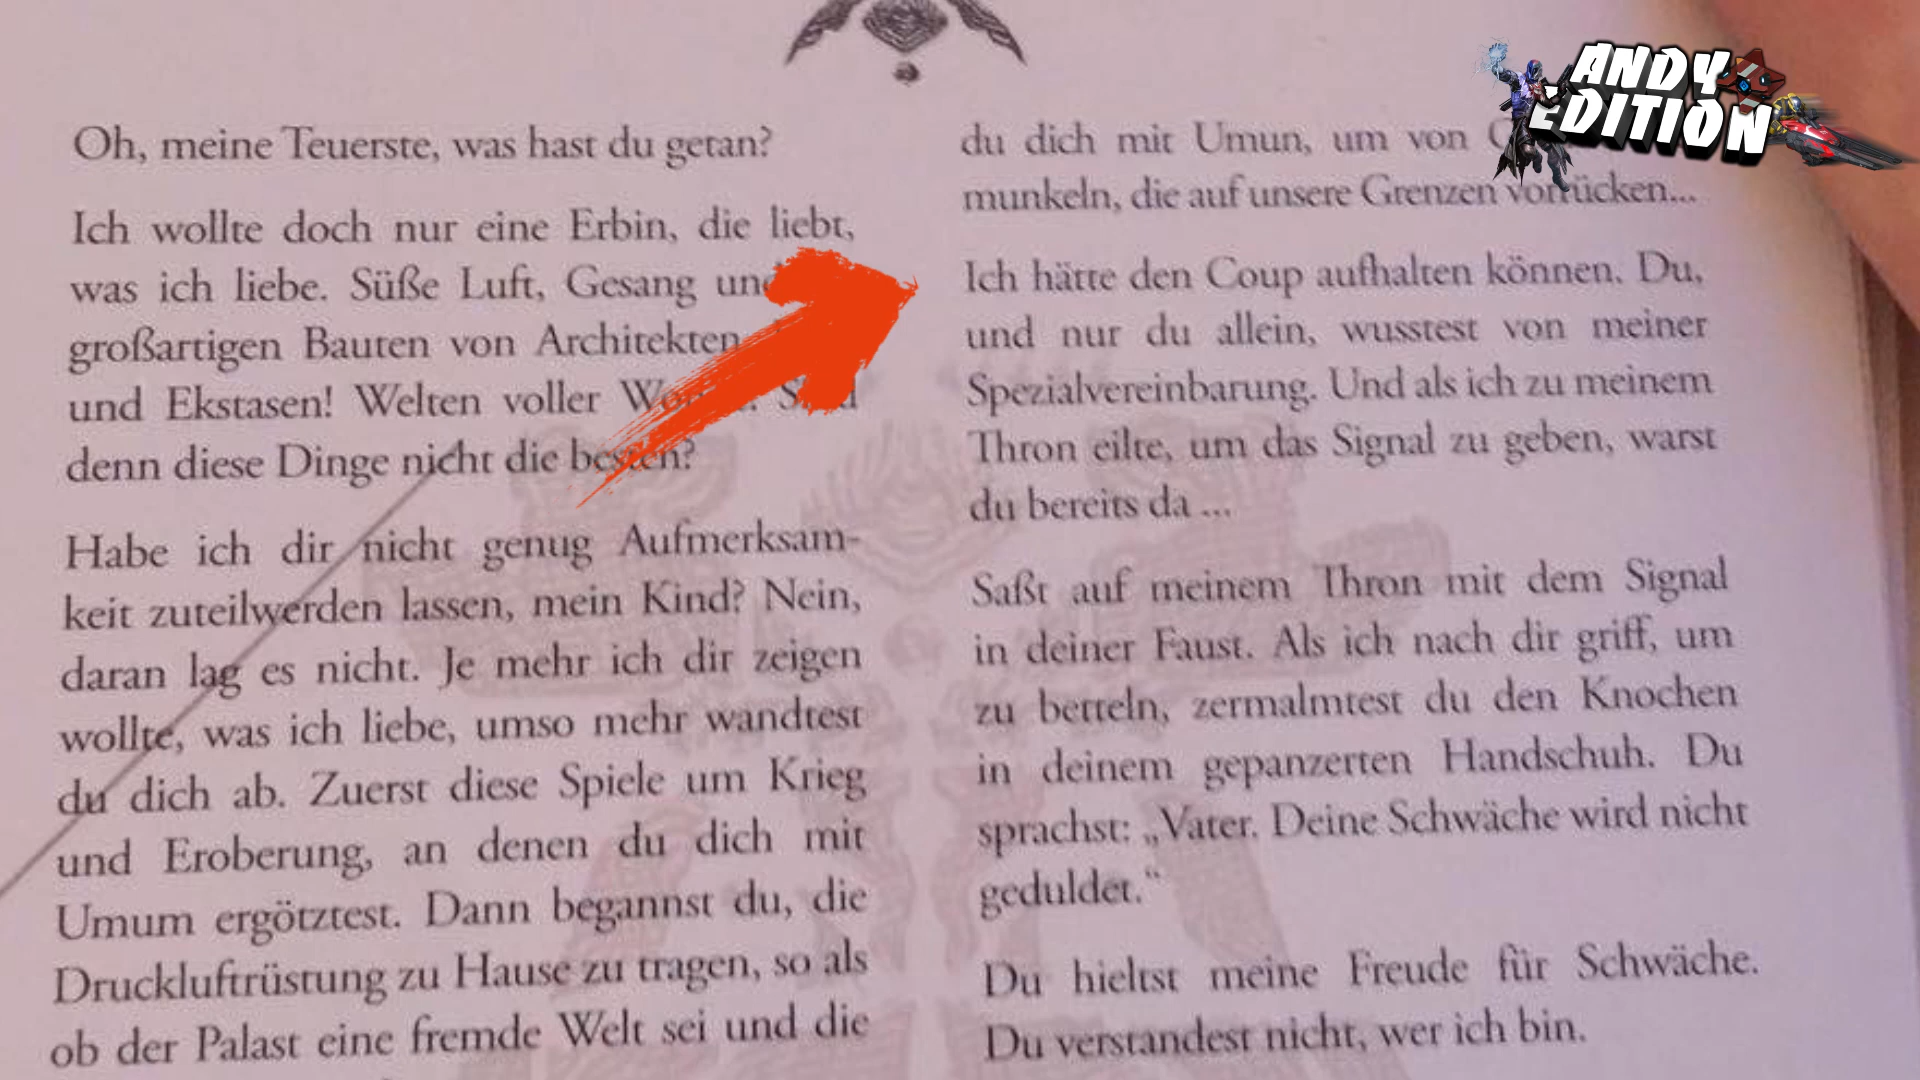 Oh, meine Teuerste, was hast du getan?
Ich wollte doch nur eine Erbin, die liebt,
was ich liebe. Süße Luft, Gesang und
großartigen Bauten von Architekten
und Ekstasen! Welten voller
denn diese Dinge nicht die besten?
Habe ich dir nicht genug Aufmerksam-
keit zuteilwerden lassen, mein Kind? Nein,
daran lag es nicht. Je mehr ich dir zeigen
wollte, was ich liebe, umso mehr wandtest
du dich ab. Zuerst diese Spiele um Krieg
und Eroberung, an denen du dich mit
Umum ergötztest. Dann begannst du, die
Druckluftrüstung zu Hause zu tragen, so als
ob der Palast eine fremde Welt sei und die
du dich mit Umun, um von
munkeln, die auf unsere Grenzen vorrücken...
Ich hätte den Coup aufhalten können. Du,
und nur du allein, wusstest von meiner
Spezialvereinbarung. Und als ich zu meinem
Thron eilte, um das Signal zu geben, warst
du bereits da ...
Saßt auf meinem Thron mit dem Signal
in deiner Faust. Als ich nach dir griff, um
zu betteln, zermalmtest du den Knochen
in deinem gepanzerten Handschuh. Du
sprachst: „Vater. Deine Schwäche wird nicht
geduldet.“
Du hieltst meine Freude für Schwäche.
Du verstandest nicht, wer ich bin.
ANDY
EDITION